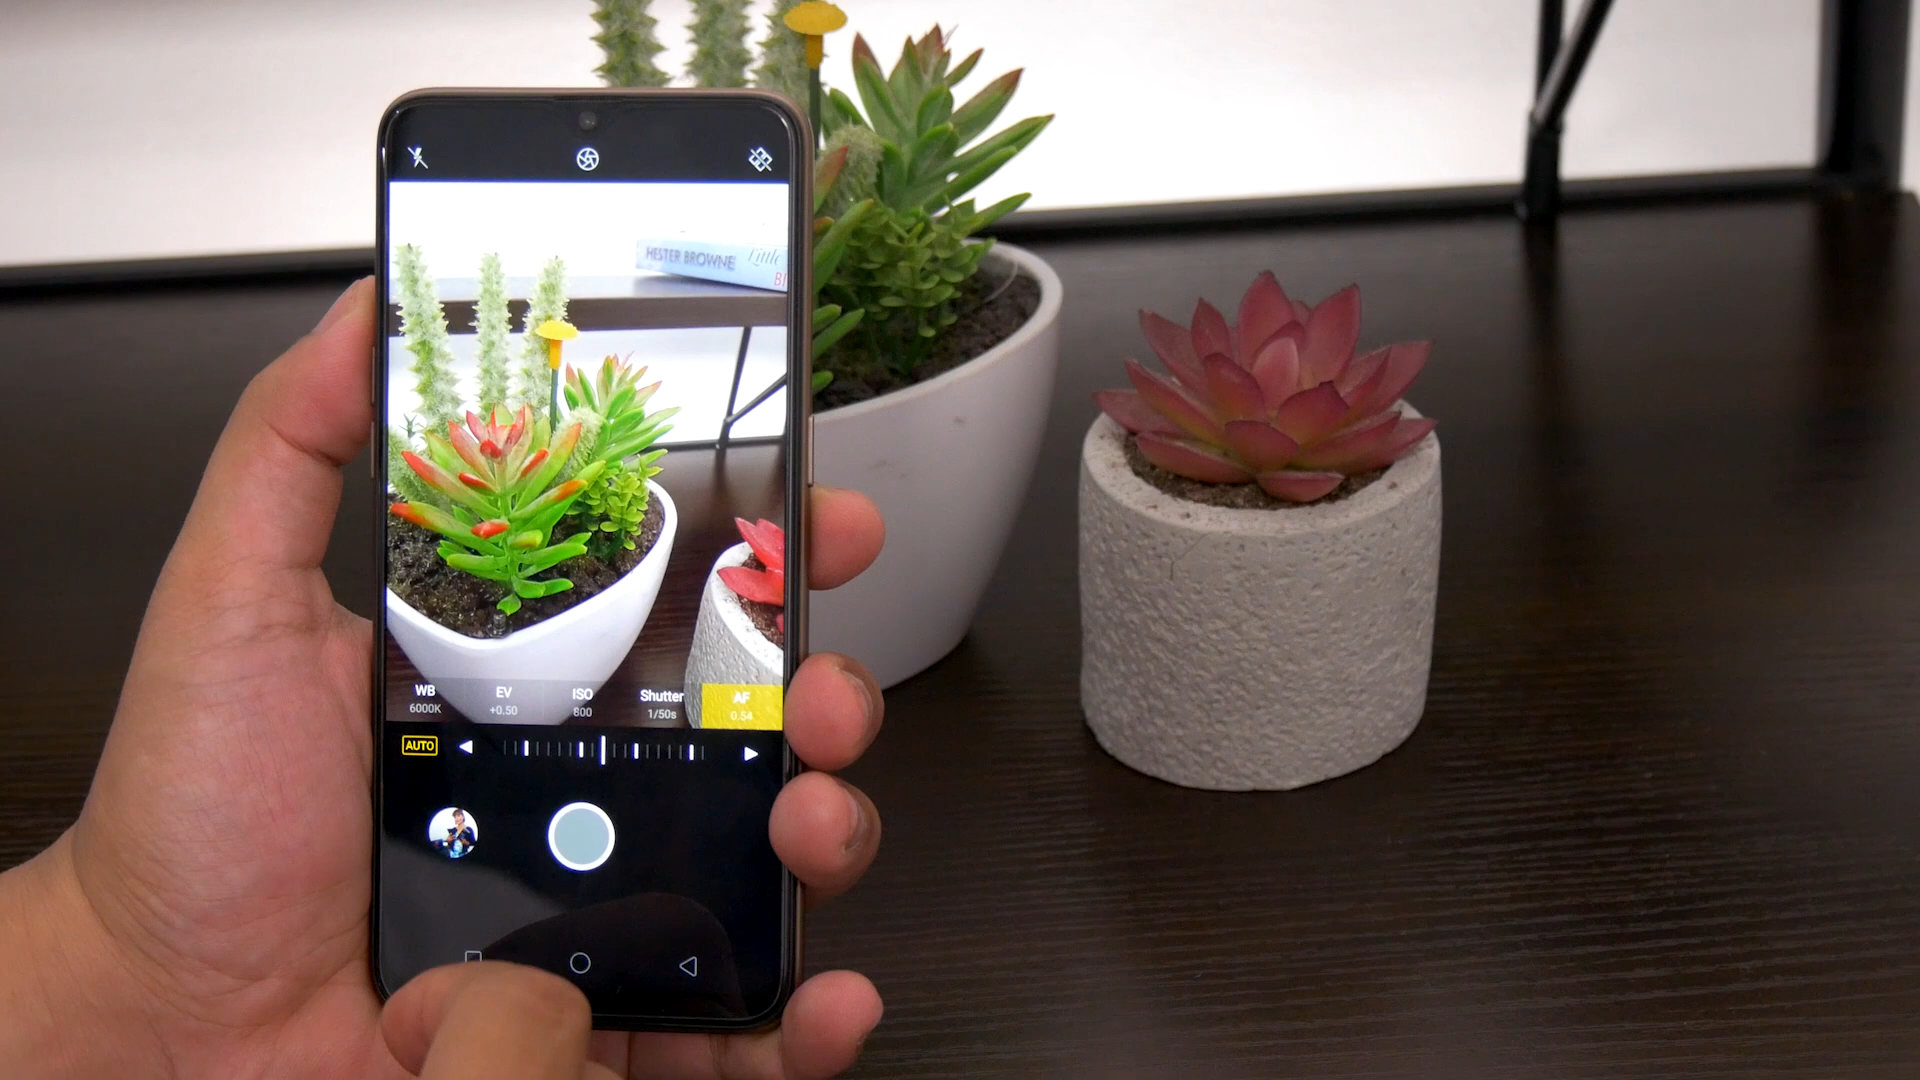 HESTER BROWNE Little
WB EV ISO Shutter AF
6000K +0.50 800 1/50s 0.54
AUTO